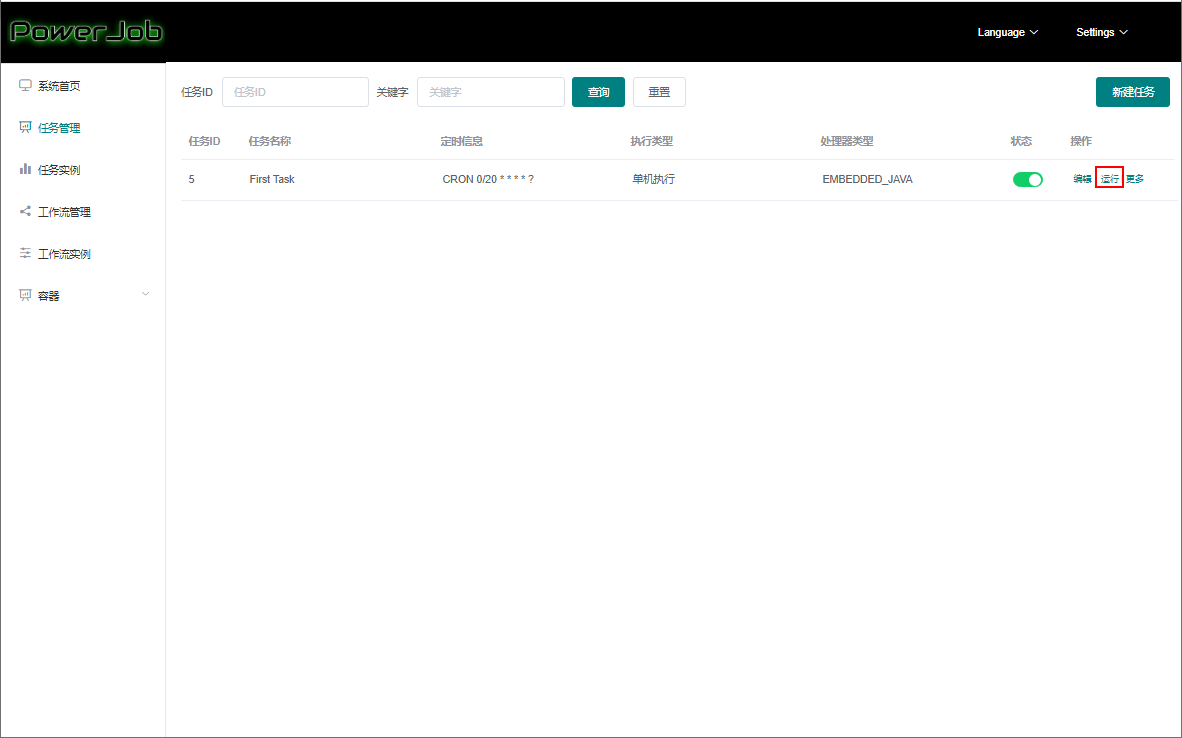 PowerJob
Language Settings
系统首页
任务管理
任务实例
工作流管理
工作流实例
容器
任务ID 任务ID 关键字 关键字 查询 重置 新建任务
任务ID 任务名称 定时信息 执行类型 处理器类型 状态 操作
5 First Task CRON 0/20 * * * * ? 单机执行 EMBEDDED_JAVA 编辑 运行 更多